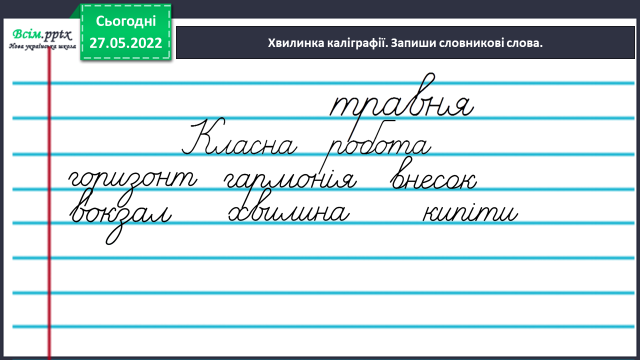 Всім.pptx
Нова українська школа
Сьогодні
27.05.2022
Хвилинка каліграфії. Запиши словникові слова.
травня
Класна робота
горизонт гармонія внесок
вокзал хвилина кипіти